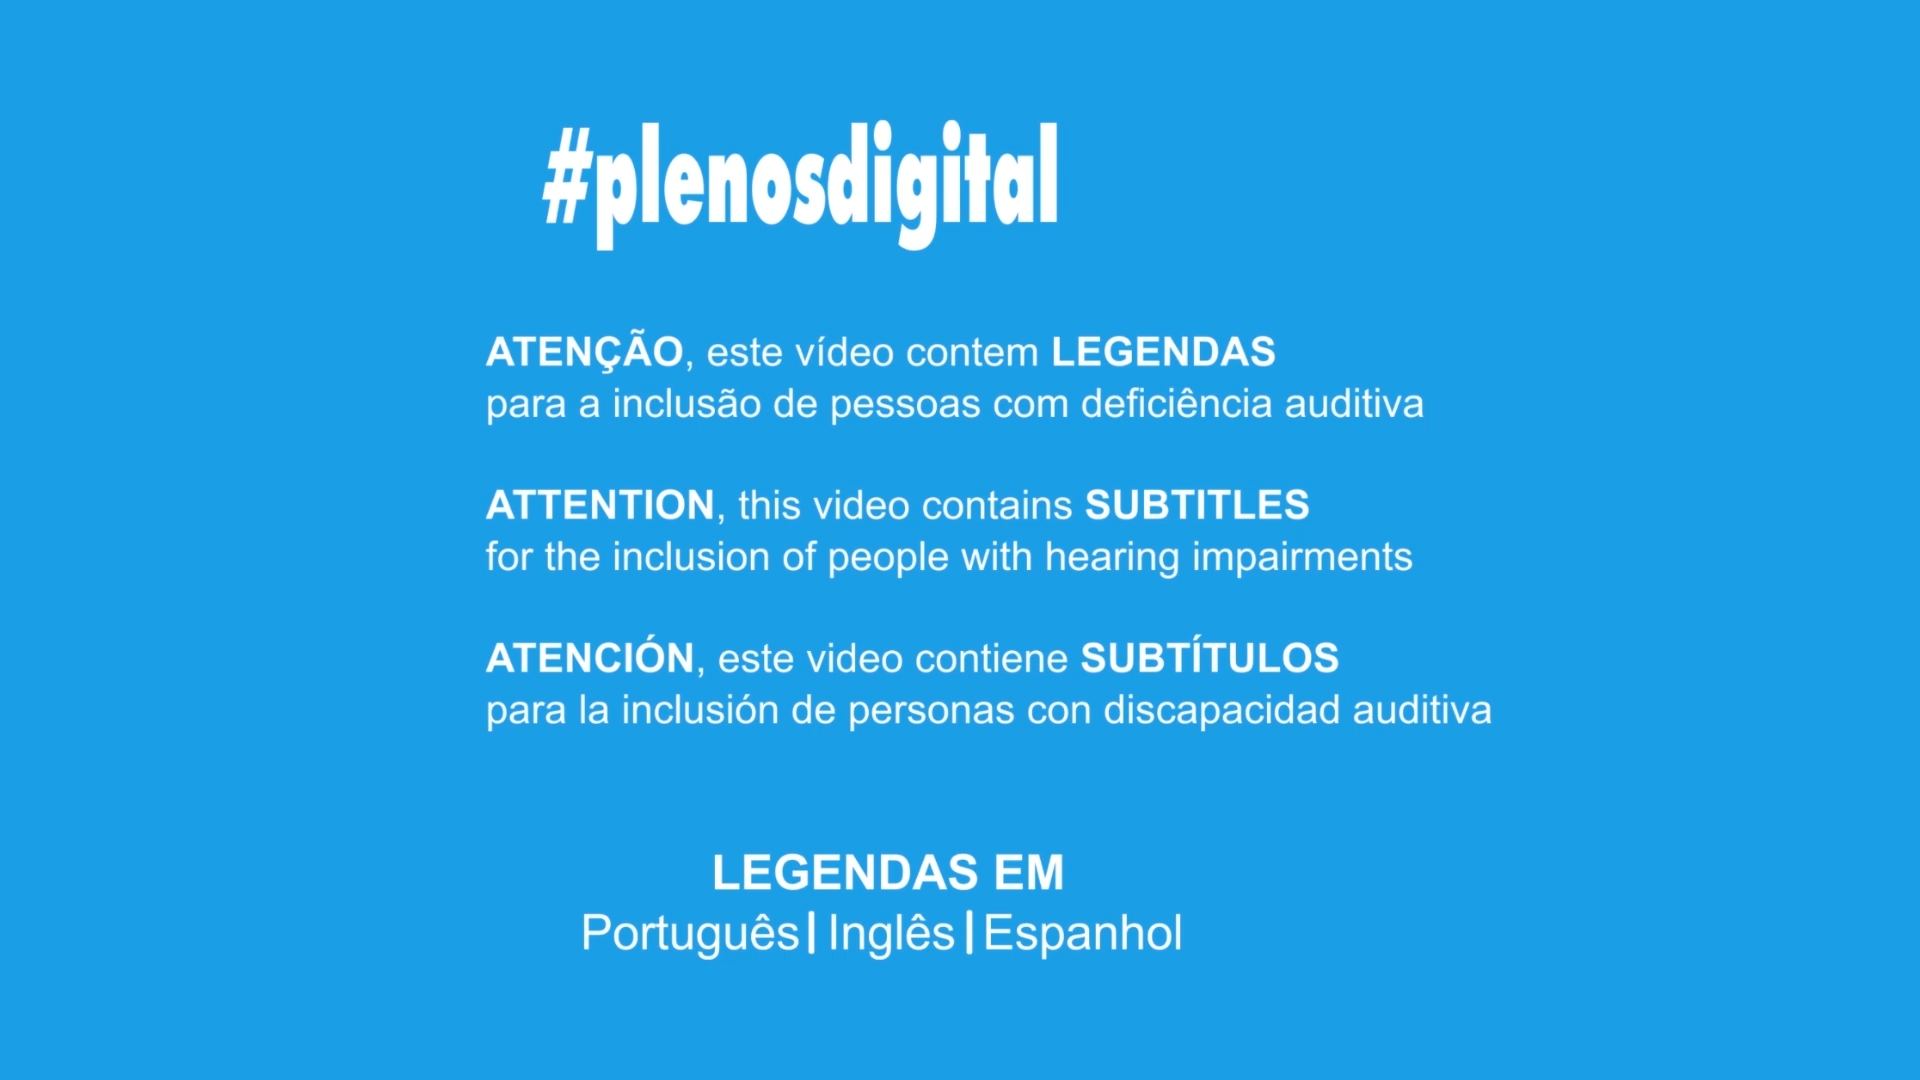 #plenosdigital
ATENÇÃO, este vídeo contem LEGENDAS
para a inclusão de pessoas com deficiência auditiva
ATTENTION, this video contains SUBTITLES
for the inclusion of people with hearing impairments
ATENCIÓN, este video contiene SUBTÍTULOS
para la inclusión de personas con discapacidad auditiva
LEGENDAS EM
Português| Inglês | Espanhol